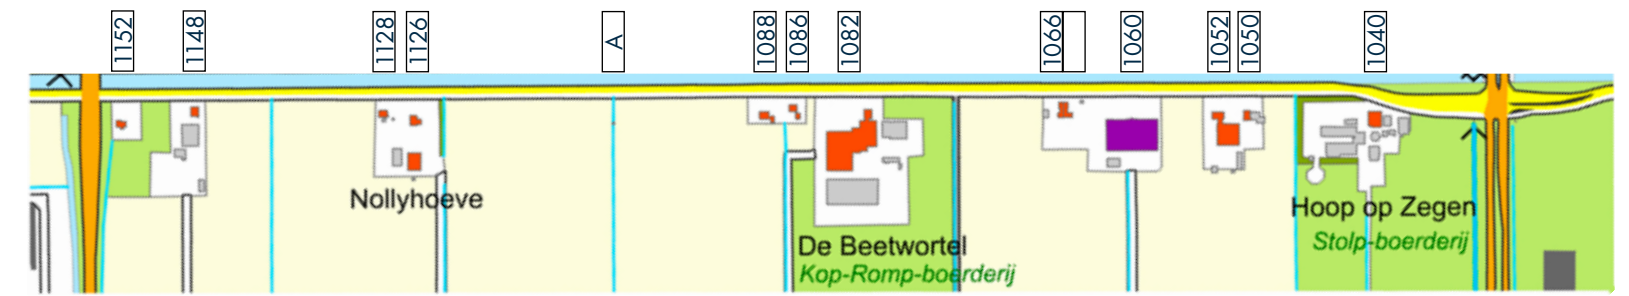 1152
1148
1128
1126
A
1088
1086
1082
1066
1060
1052
1050
1040
Nollyhoeve
De Beetwortel
Kop-Romp-boerderij
Hoop op Zegen
Stolp-boerderij